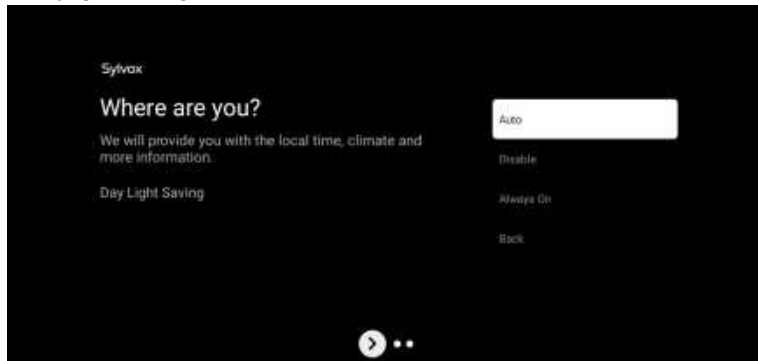 Sylvox
Where are you?
We will provide you with the local time, climate and
more information.
Day Light Saving
Auto
Disable
Always On
Back